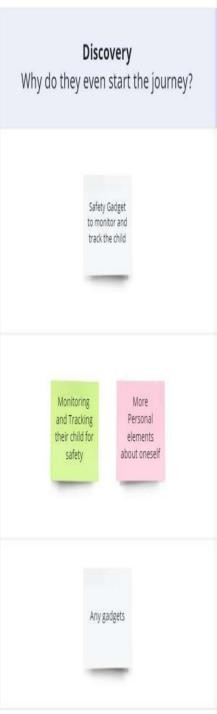 Discovery
Why do they even start the journey?
Safety Gadget
to monitor and
track the child
Monitoring
and Tracking
their child for
safety
More
Personal
elements
about oneself
Any gadgets